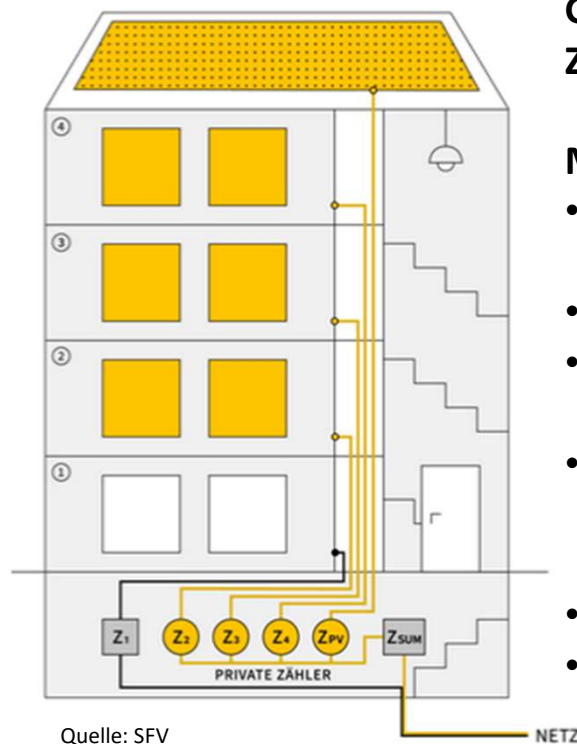 ④
③
②
①
Z1 Z2 Z3 Z4 ZPV ZSUM
PRIVATE ZÄHLER
NETZ
Quelle: SFV
•
•
•
•
•
•